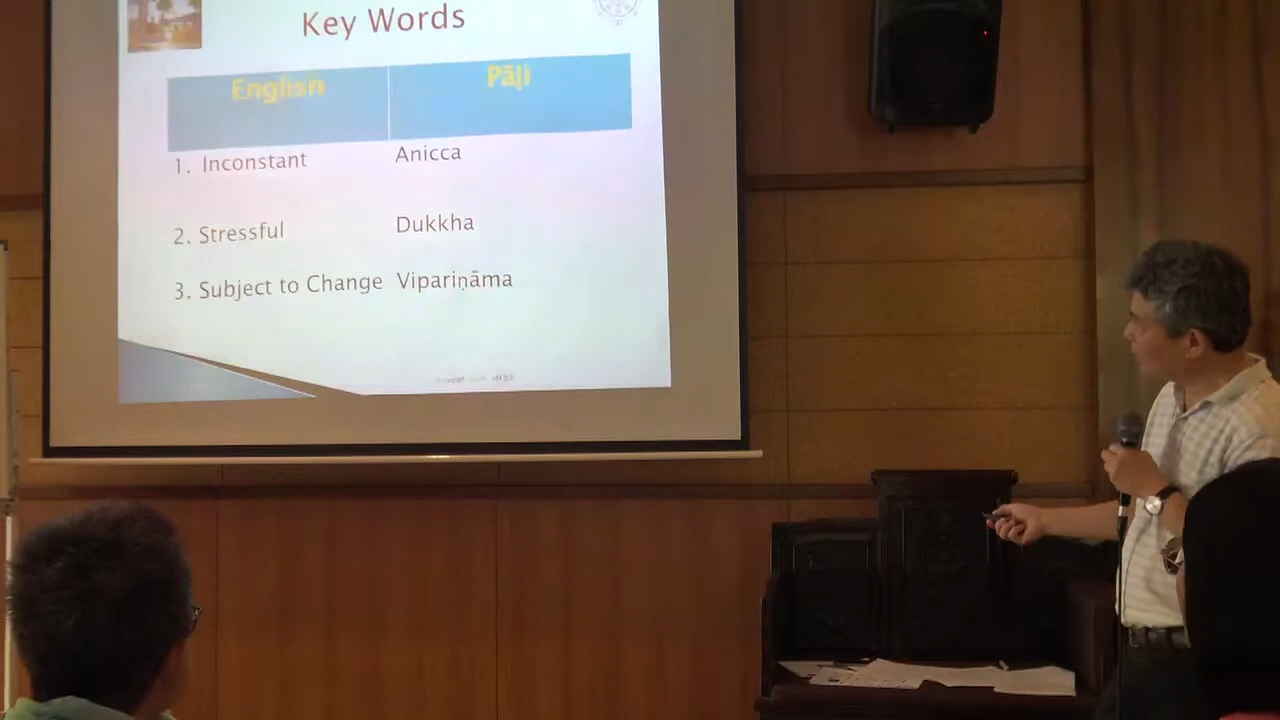 Key Words
English Pāḷi
1. Inconstant Anicca
2. Stressful Dukkha
3. Subject to Change Vipariṇāma